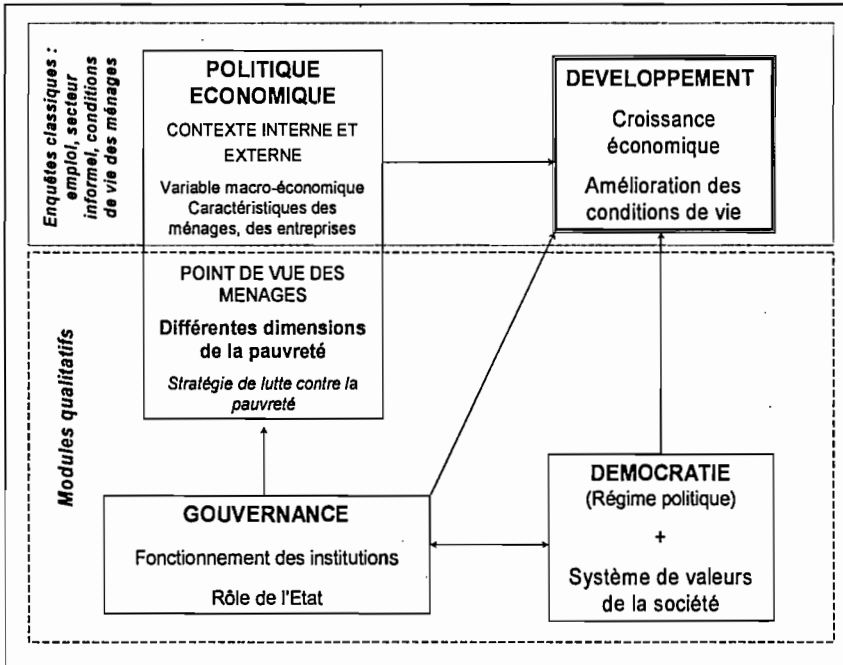 Enquêtes classiques :
emploi, secteur
informel, conditions
de vie des ménages
POLITIQUE
ECONOMIQUE
CONTEXTE INTERNE ET
EXTERNE
Variable macro-économique
Caractéristiques des
ménages, des entreprises
DEVELOPPEMENT
Croissance
économique
Amélioration des
conditions de vie
Modules qualitatifs
POINT DE VUE DES
MENAGES
Différentes dimensions
de la pauvreté
Stratégie de lutte contre la
pauvreté
GOUVERNANCE
Fonctionnement des institutions
Rôle de l'Etat
DEMOCRATIE
(Régime politique)
+
Système de valeurs
de la société